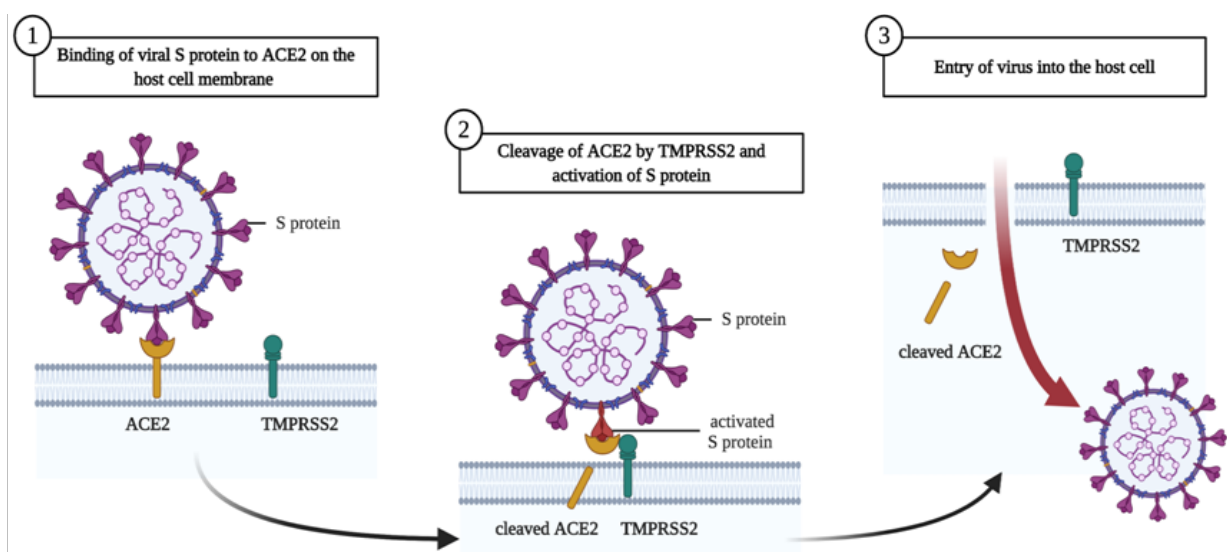 1
Binding of viral S protein to ACE2 on the
host cell membrane
S protein
ACE2
TMPRSS2
2
Cleavage of ACE2 by TMPRSS2 and
activation of S protein
S protein
activated
S protein
cleaved ACE2
TMPRSS2
3
Entry of virus into the host cell
TMPRSS2
cleaved ACE2